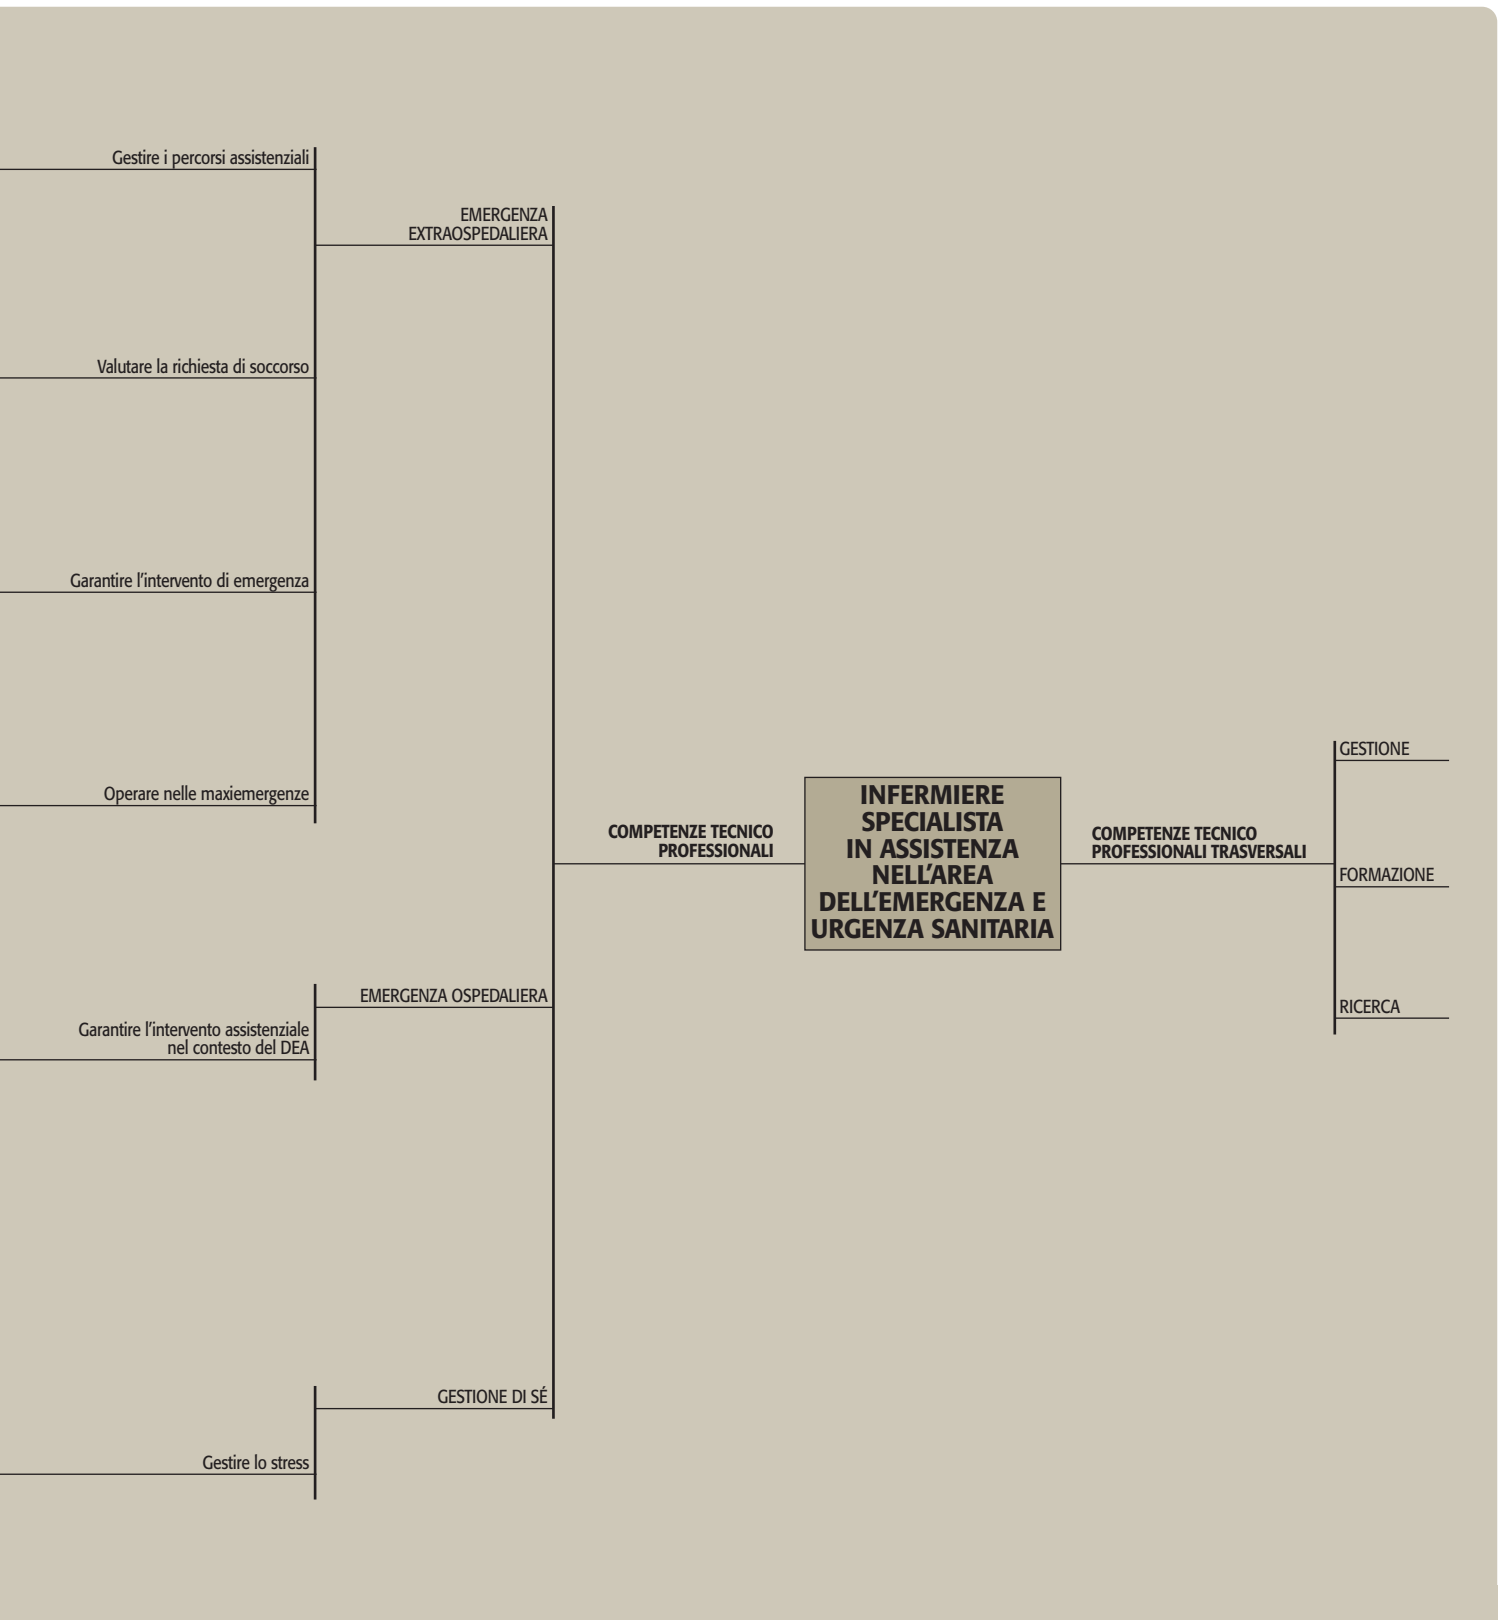 Gestire i percorsi assistenziali
EMERGENZA
EXTRAOSPEDALIERA
Valutare la richiesta di soccorso
Garantire l'intervento di emergenza
Operare nelle maxiemergenze
COMPETENZE TECNICO
PROFESSIONALI
INFERMIERE
SPECIALISTA
IN ASSISTENZA
NELL'AREA
DELL'EMERGENZA E
URGENZA SANITARIA
COMPETENZE TECNICO
PROFESSIONALI TRASVERSALI
GESTIONE
FORMAZIONE
RICERCA
EMERGENZA OSPEDALIERA
Garantire l'intervento assistenziale
nel contesto del DEA
GESTIONE DI SÉ
Gestire lo stress